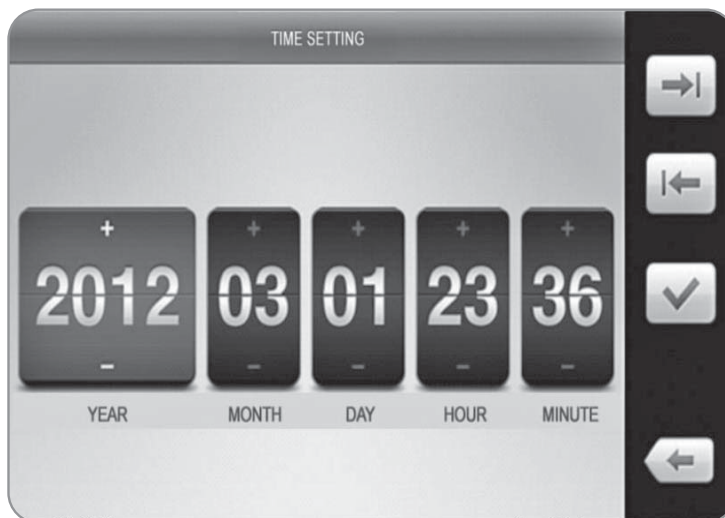 TIME SETTING
+ + + + +
2012 03 01 23 36
- - - - -
YEAR MONTH DAY HOUR MINUTE